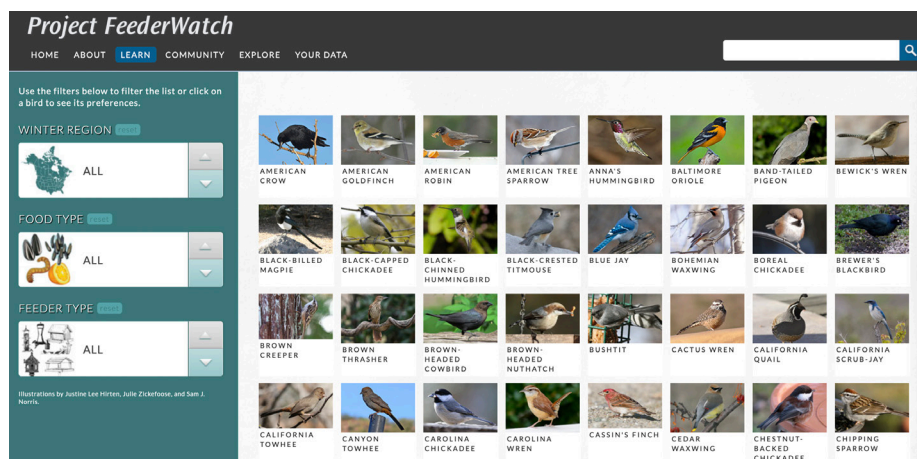 Project FeederWatch
HOME ABOUT LEARN COMMUNITY EXPLORE YOUR DATA
Use the filters below to filter the list or click on
a bird to see its preferences.
WINTER REGION reset
ALL
FOOD TYPE reset
ALL
FEEDER TYPE reset
ALL
Illustrations by Justine Lee Hirten, Julie Zickefoose, and Sam J.
Norris.
AMERICAN
CROW
AMERICAN
GOLDFINCH
AMERICAN
ROBIN
AMERICAN TREE
SPARROW
ANNA'S
HUMMINGBIRD
BALTIMORE
ORIOLE
BAND-TAILED
PIGEON
BEWICK'S WREN
BLACK-BILLED
MAGPIE
BLACK-CAPPED
CHICKADEE
BLACK-
CHINNED
HUMMINGBIRD
BLACK-CRESTED
TITMOUSE
BLUE JAY
BOHEMIAN
WAXWING
BOREAL
CHICKADEE
BREWER'S
BLACKBIRD
BROWN
CREEPER
BROWN
THRASHER
BROWN-
HEADED
COWBIRD
BROWN-
HEADED
NUTHATCH
BUSHTIT
CACTUS WREN
CALIFORNIA
QUAIL
CALIFORNIA
SCRUB-JAY
CALIFORNIA
TOWHEE
CANYON
TOWHEE
CAROLINA
CHICKADEE
CAROLINA
WREN
CASSIN'S FINCH
CEDAR
WAXWING
CHESTNUT-
BACKED
CHICKADEE
CHIPPING
SPARROW